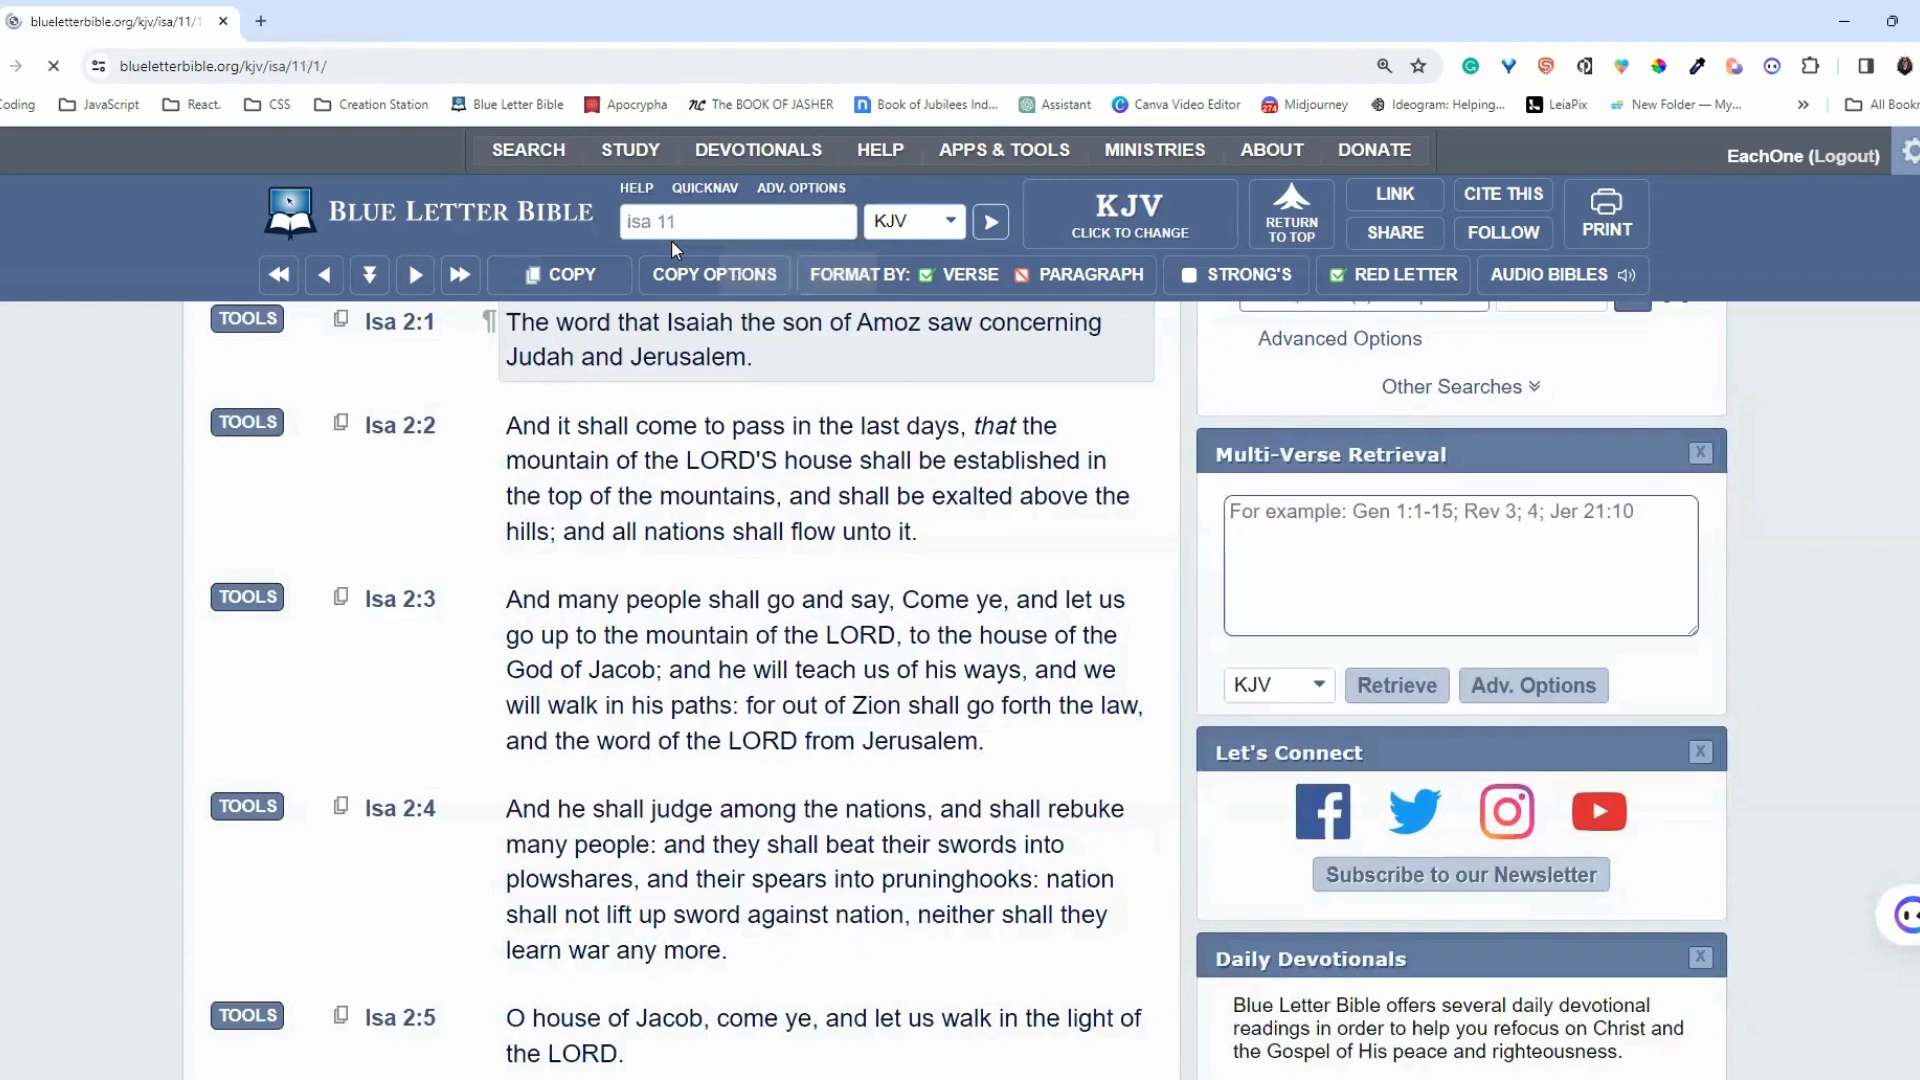 blueletterbible.org/kjv/isa/11/1
blueletterbible.org/kjv/isa/11/1/
oding JavaScript React. CSS Creation Station Blue Letter Bible Apocrypha The BOOK OF JASHER Book of Jubilees Ind... Assistant Canva Video Editor Midjourney Ideogram: Helping... LeiaPix New Folder — My... » All Bookr
SEARCH STUDY DEVOTIONALS HELP APPS & TOOLS MINISTRIES ABOUT DONATE
EachOne (Logout)
HELP QUICKNAV ADV. OPTIONS
BLUE LETTER BIBLE
isa 11
KJV
KJV
CLICK TO CHANGE
RETURN
TO TOP
LINK
CITE THIS
SHARE
FOLLOW
PRINT
COPY
COPY OPTIONS
FORMAT BY: VERSE PARAGRAPH
STRONG'S
RED LETTER
AUDIO BIBLES
TOOLS Isa 2:1 ¶ The word that Isaiah the son of Amoz saw concerning
Judah and Jerusalem.
TOOLS Isa 2:2 And it shall come to pass in the last days, that the
mountain of the LORD'S house shall be established in
the top of the mountains, and shall be exalted above the
hills; and all nations shall flow unto it.
TOOLS Isa 2:3 And many people shall go and say, Come ye, and let us
go up to the mountain of the LORD, to the house of the
God of Jacob; and he will teach us of his ways, and we
will walk in his paths: for out of Zion shall go forth the law,
and the word of the LORD from Jerusalem.
TOOLS Isa 2:4 And he shall judge among the nations, and shall rebuke
many people: and they shall beat their swords into
plowshares, and their spears into pruninghooks: nation
shall not lift up sword against nation, neither shall they
learn war any more.
TOOLS Isa 2:5 O house of Jacob, come ye, and let us walk in the light of
the LORD.
Advanced Options
Other Searches
Multi-Verse Retrieval X
For example: Gen 1:1-15; Rev 3; 4; Jer 21:10
KJV Retrieve Adv. Options
Let's Connect X
Subscribe to our Newsletter
Daily Devotionals X
Blue Letter Bible offers several daily devotional
readings in order to help you refocus on Christ and
the Gospel of His peace and righteousness.